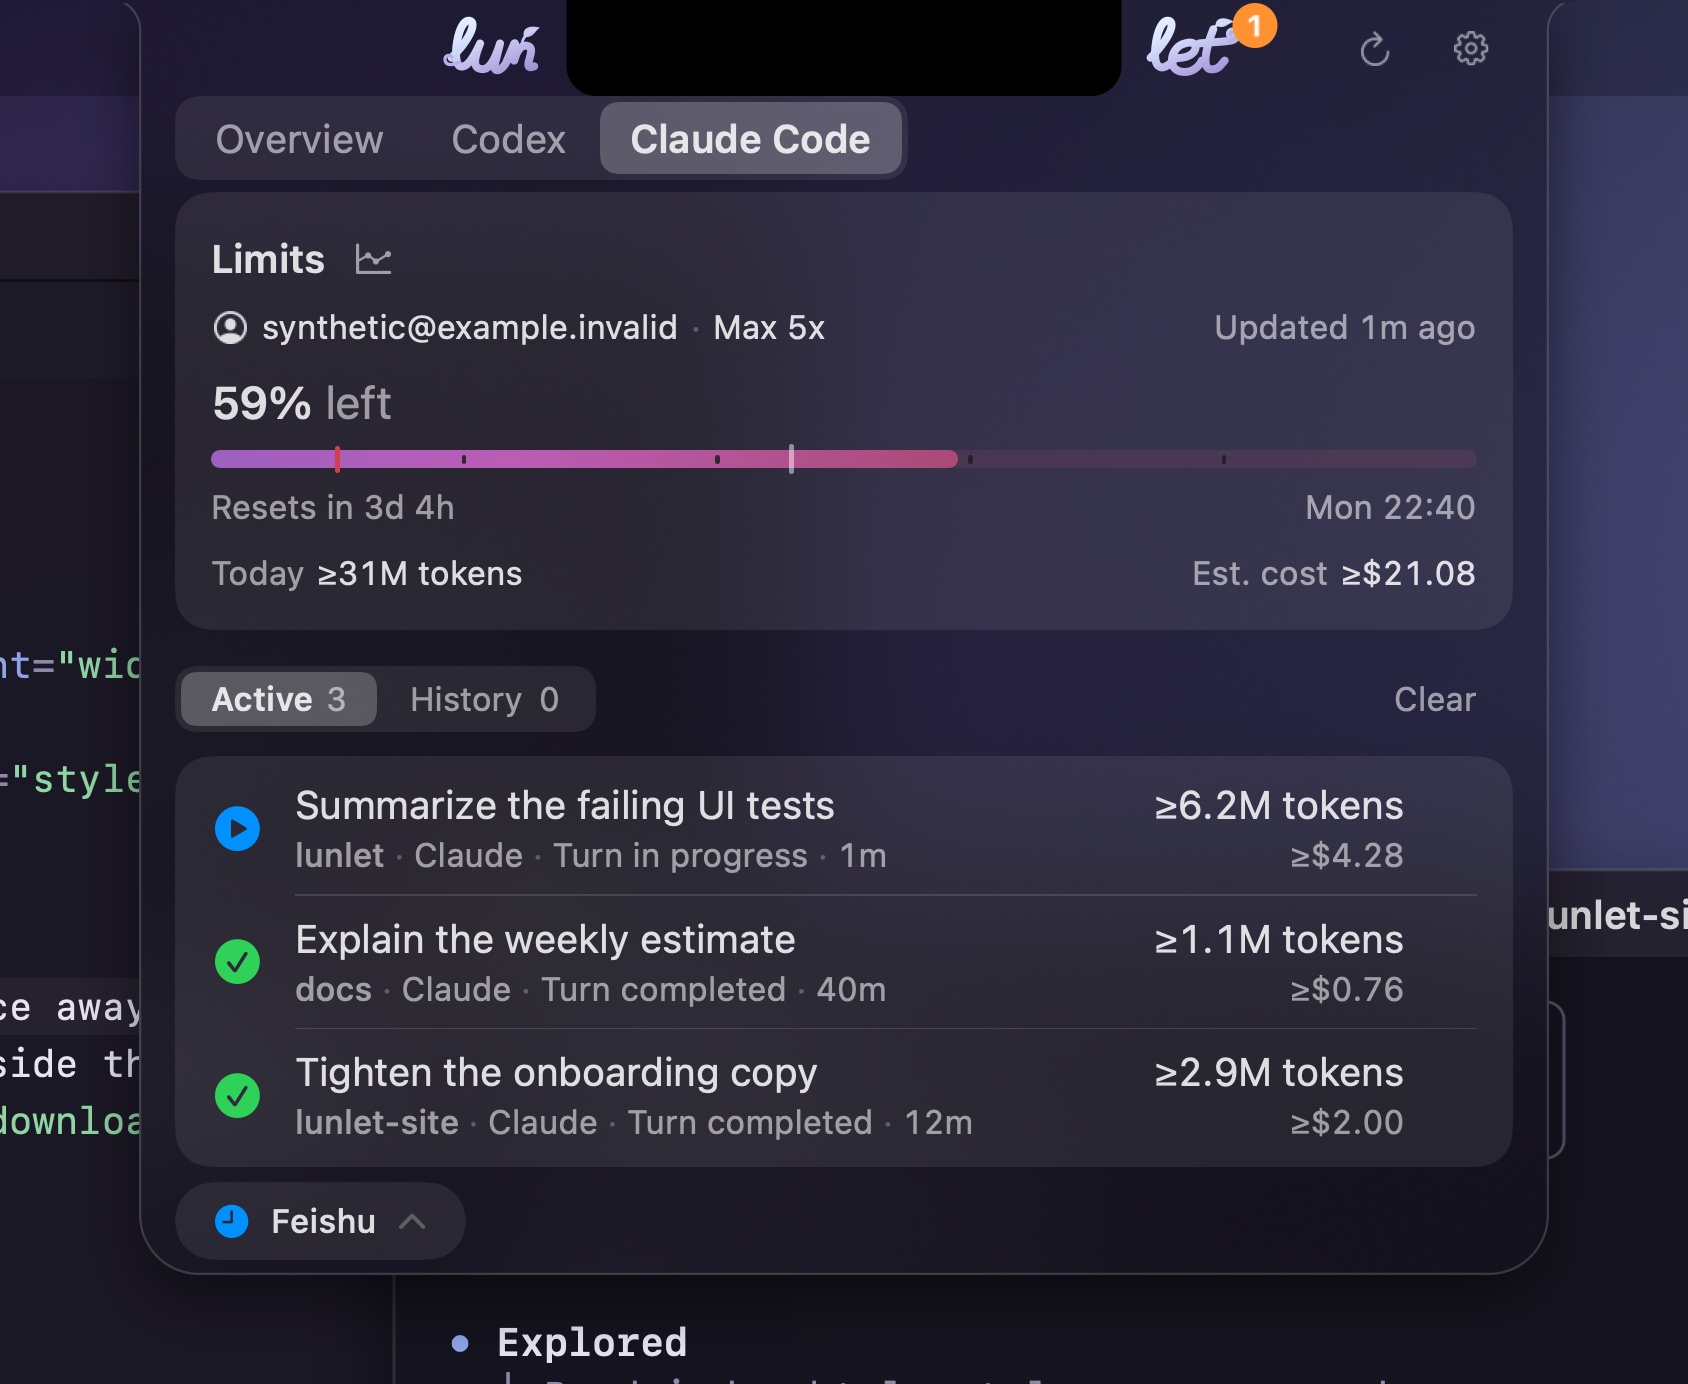 lun
let
1
Overview
Codex
Claude Code
Limits
synthetic@example.invalid · Max 5x
Updated 1m ago
59% left
Resets in 3d 4h
Mon 22:40
Today ≥31M tokens
Est. cost ≥$21.08
Active 3
History 0
Clear
Summarize the failing UI tests
≥6.2M tokens
lunlet · Claude · Turn in progress · 1m
≥$4.28
Explain the weekly estimate
≥1.1M tokens
docs · Claude · Turn completed · 40m
≥$0.76
Tighten the onboarding copy
≥2.9M tokens
lunlet-site · Claude · Turn completed · 12m
≥$2.00
Feishu
nt="wid
="style
ce away
side th
downloa
unlet-si
Explored